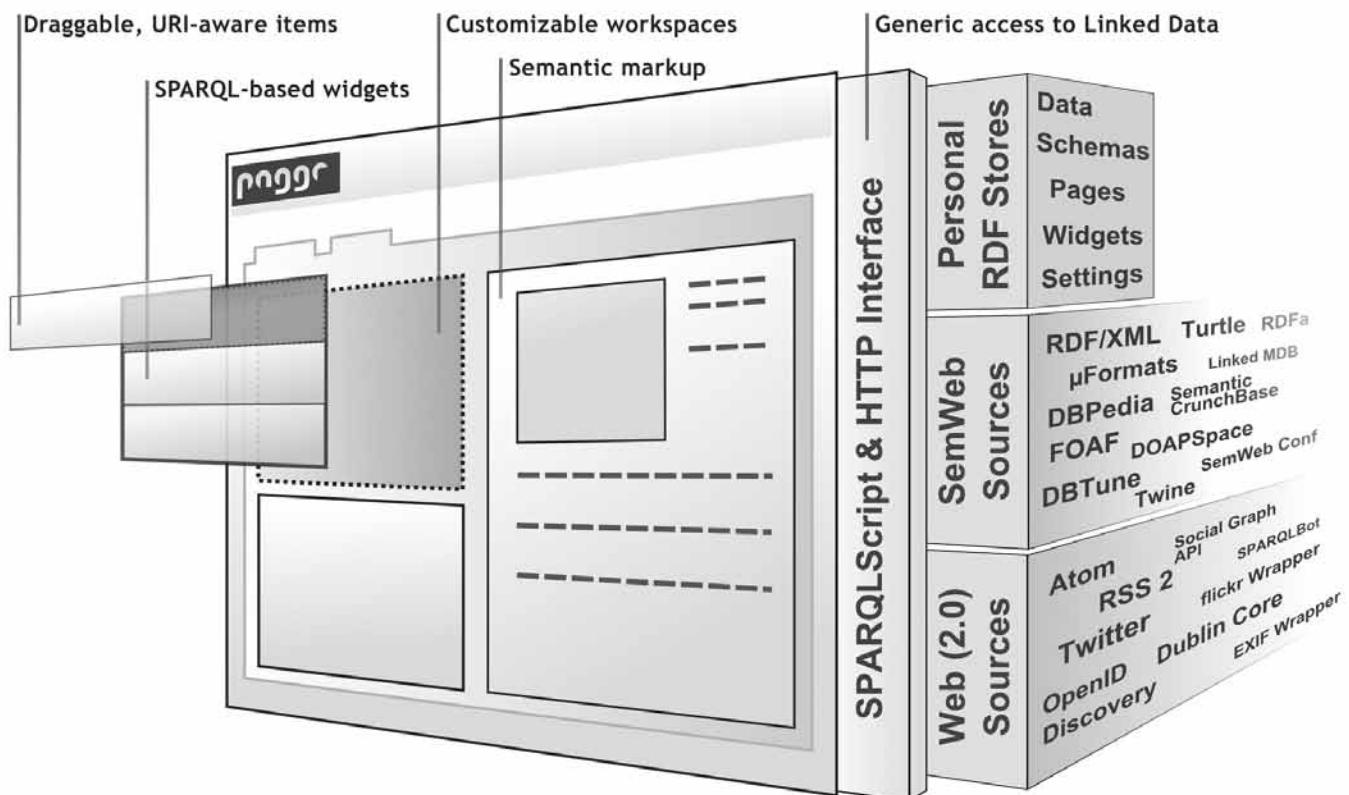 Draggable, URI-aware items
Customizable workspaces
Generic access to Linked Data
SPARQL-based widgets
Semantic markup
paggr
SPARQLScript & HTTP Interface
Personal
RDF Stores
Data
Schemas
Pages
Widgets
Settings
SemWeb
Sources
RDF/XML Turtle RDFa
µFormats Linked MDB
DBPedia Semantic
CrunchBase
FOAF DOAPSpace
DBTune SemWeb Conf
Twine
Web (2.0)
Sources
Atom Social Graph
API SPARQLBot
RSS 2 flickr Wrapper
Twitter Dublin Core
OpenID EXIF Wrapper
Discovery